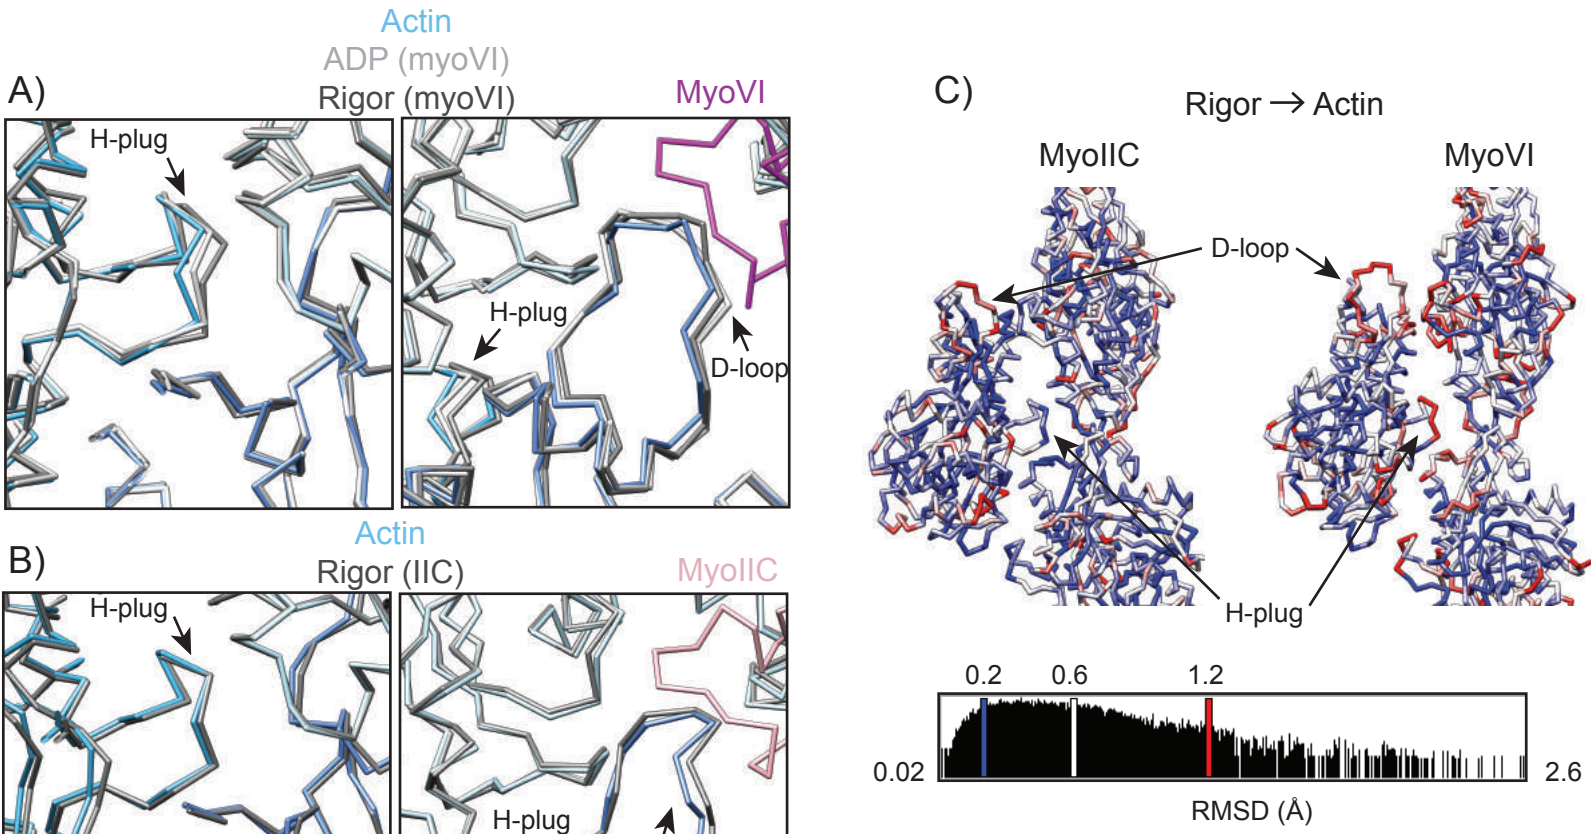 A)
Actin
ADP (myoVI)
Rigor (myoVI)
MyoVI
H-plug
H-plug
D-loop
B)
Actin
Rigor (IIC)
MyoIIC
H-plug
H-plug
C)
Rigor → Actin
MyoIIC
MyoVI
D-loop
H-plug
0.2 0.6 1.2
0.02 2.6
RMSD (Å)